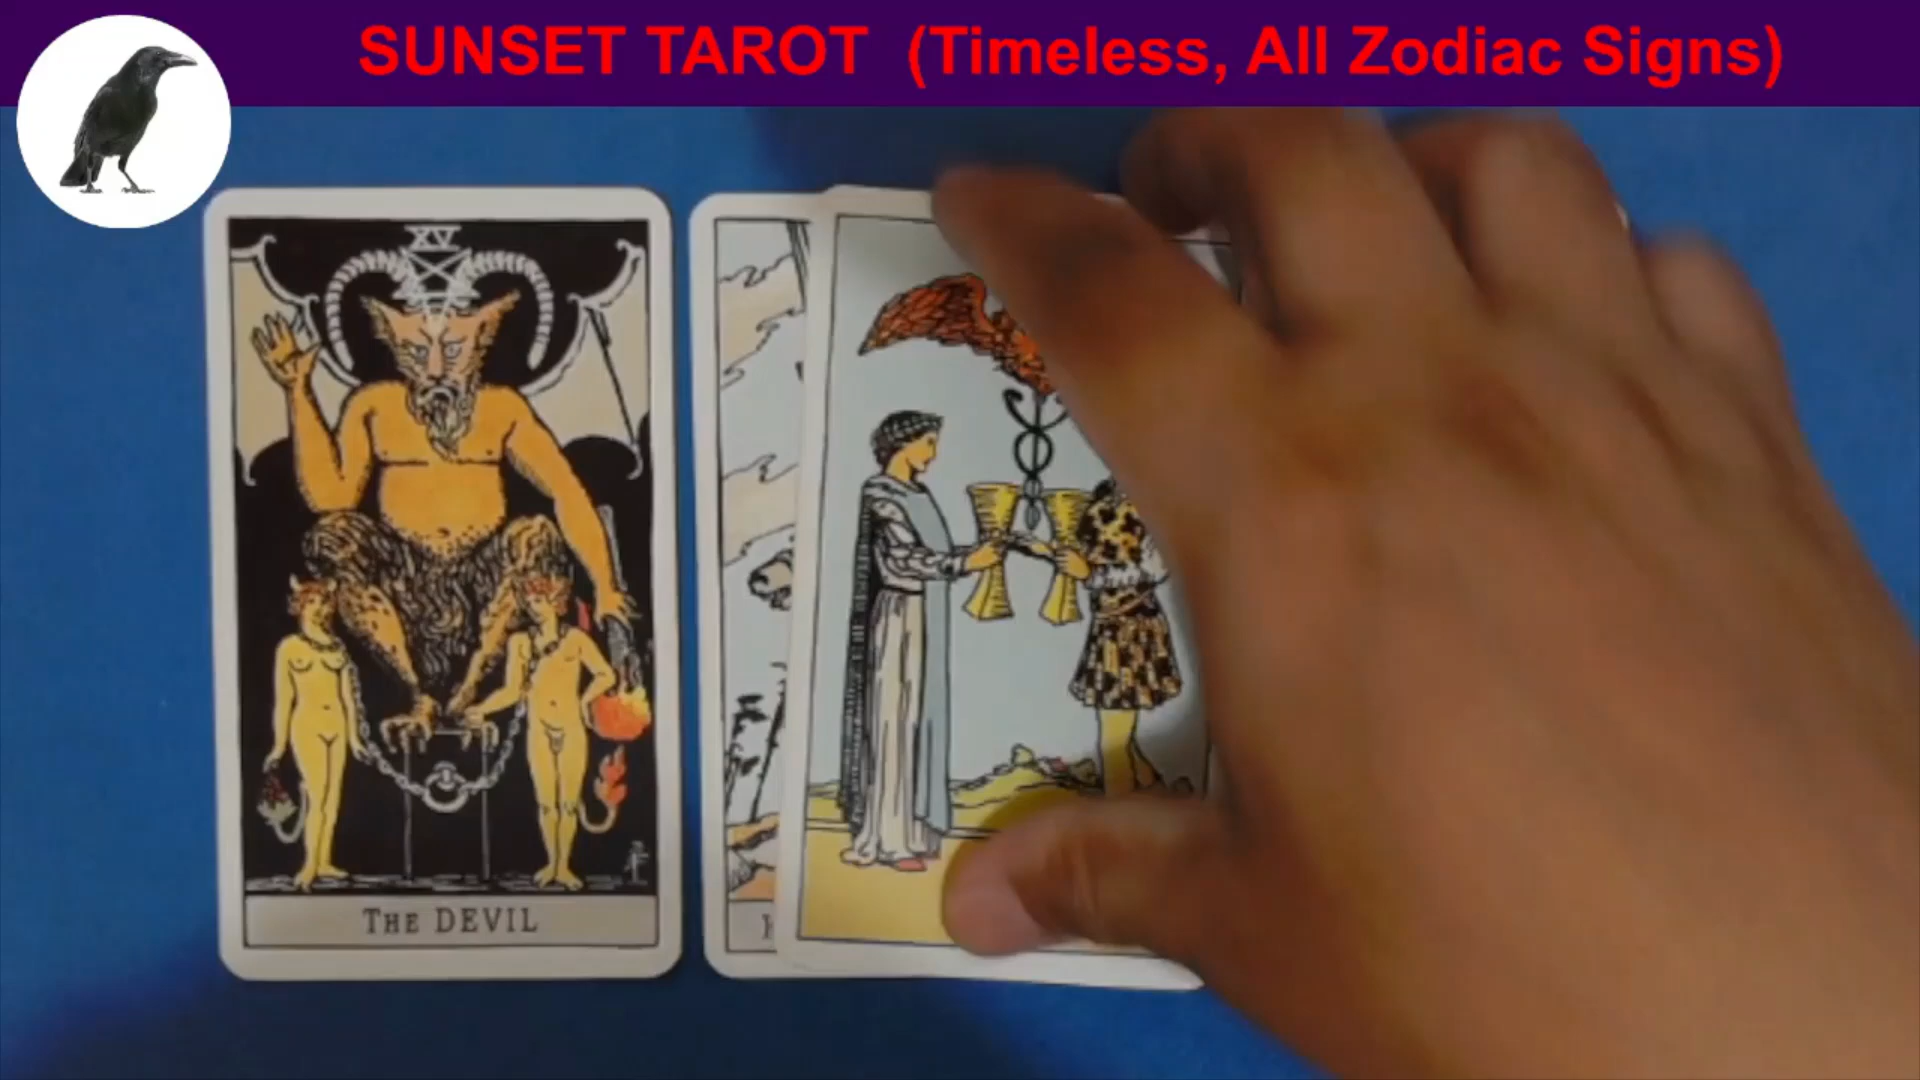 SUNSET TAROT (Timeless, All Zodiac Signs)
XV
THE DEVIL